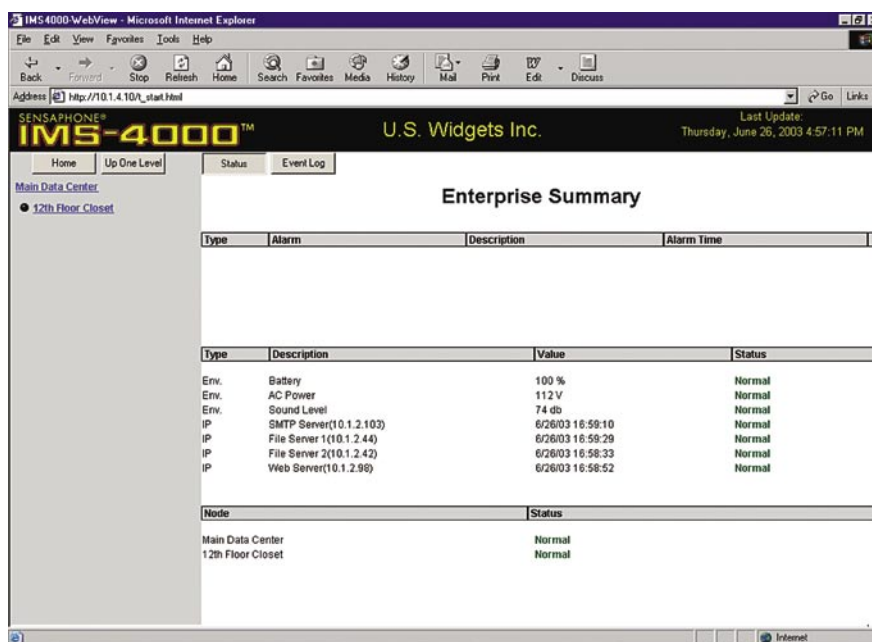 IMS4000-WebView - Microsoft Internet Explorer
File Edit View Favorites Tools Help
Back Forward Stop Refresh Home Search Favorites Media History Mail Print Edit Discuss
Address http://10.1.4.10/t_start.html Go Links
SENSAPHONE®
IMS-4000™
U.S. Widgets Inc.
Last Update:
Thursday, June 26, 2003 4:57:11 PM
Home Up One Level Status Event Log
Main Data Center
12th Floor Closet
Enterprise Summary
Type Alarm Description Alarm Time
Type Description Value Status
Env. Battery 100 % Normal
Env. AC Power 112 V Normal
Env. Sound Level 74 db Normal
IP SMTP Server(10.1.2.103) 6/26/03 16:59:10 Normal
IP File Server 1(10.1.2.44) 6/26/03 16:59:29 Normal
IP File Server 2(10.1.2.42) 6/26/03 16:58:33 Normal
IP Web Server(10.1.2.98) 6/26/03 16:58:52 Normal
Node Status
Main Data Center Normal
12th Floor Closet Normal
Internet